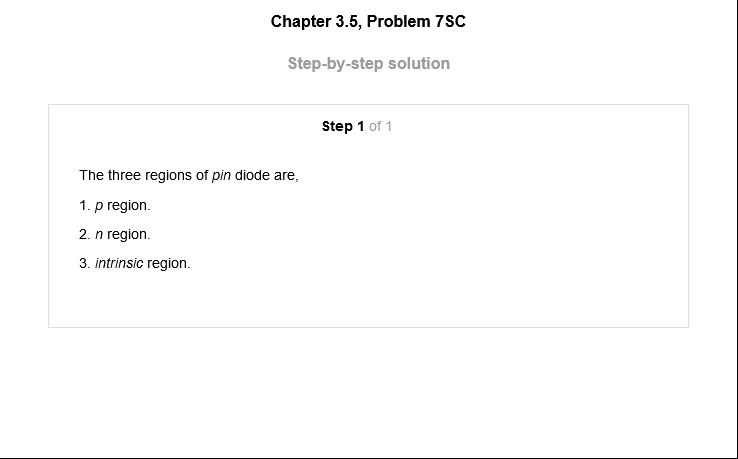 Chapter 3.5, Problem 7SC
Step-by-step solution
Step 1 of 1
The three regions of pin diode are,
1. p region.
2. n region.
3. intrinsic region.